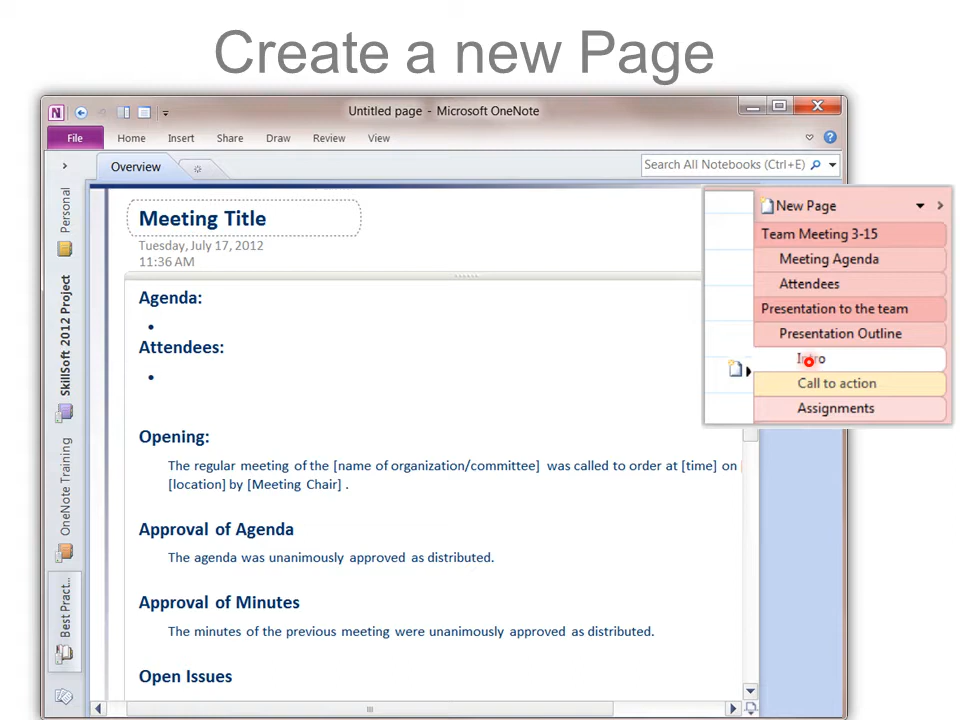 Create a new Page
Untitled page - Microsoft OneNote
File Home Insert Share Draw Review View
Overview
Search All Notebooks (Ctrl+E)
Personal
SkillSoft 2012 Project
OneNote Training
Best Pract...
Meeting Title
Tuesday, July 17, 2012
11:36 AM
Agenda:
•
Attendees:
•
Opening:
The regular meeting of the [name of organization/committee] was called to order at [time] on
[location] by [Meeting Chair] .
Approval of Agenda
The agenda was unanimously approved as distributed.
Approval of Minutes
The minutes of the previous meeting were unanimously approved as distributed.
Open Issues
New Page
Team Meeting 3-15
Meeting Agenda
Attendees
Presentation to the team
Presentation Outline
Intro
Call to action
Assignments